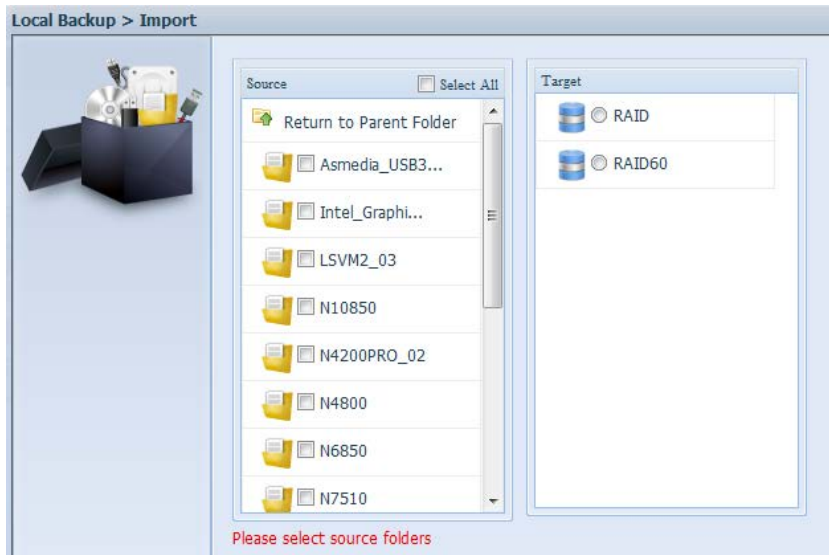 Local Backup > Import
Source
Select All
Return to Parent Folder
Asmedia_USB3...
Intel_Graphi...
LSVM2_03
N10850
N4200PRO_02
N4800
N6850
N7510
Target
RAID
RAID60
Please select source folders